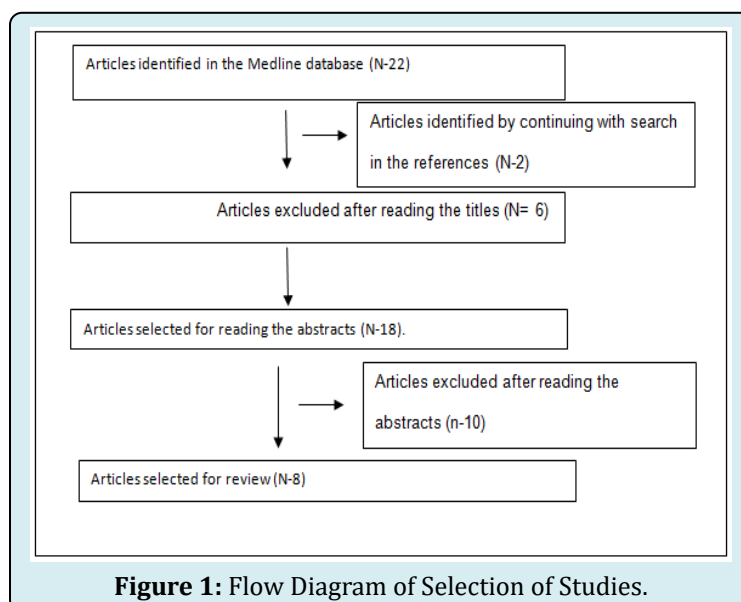 Articles identified in the Medline database (N-22)
Articles identified by continuing with search
in the references (N-2)
Articles excluded after reading the titles (N= 6)
Articles selected for reading the abstracts (N-18).
Articles excluded after reading the
abstracts (n-10)
Articles selected for review (N-8)
Figure 1: Flow Diagram of Selection of Studies.